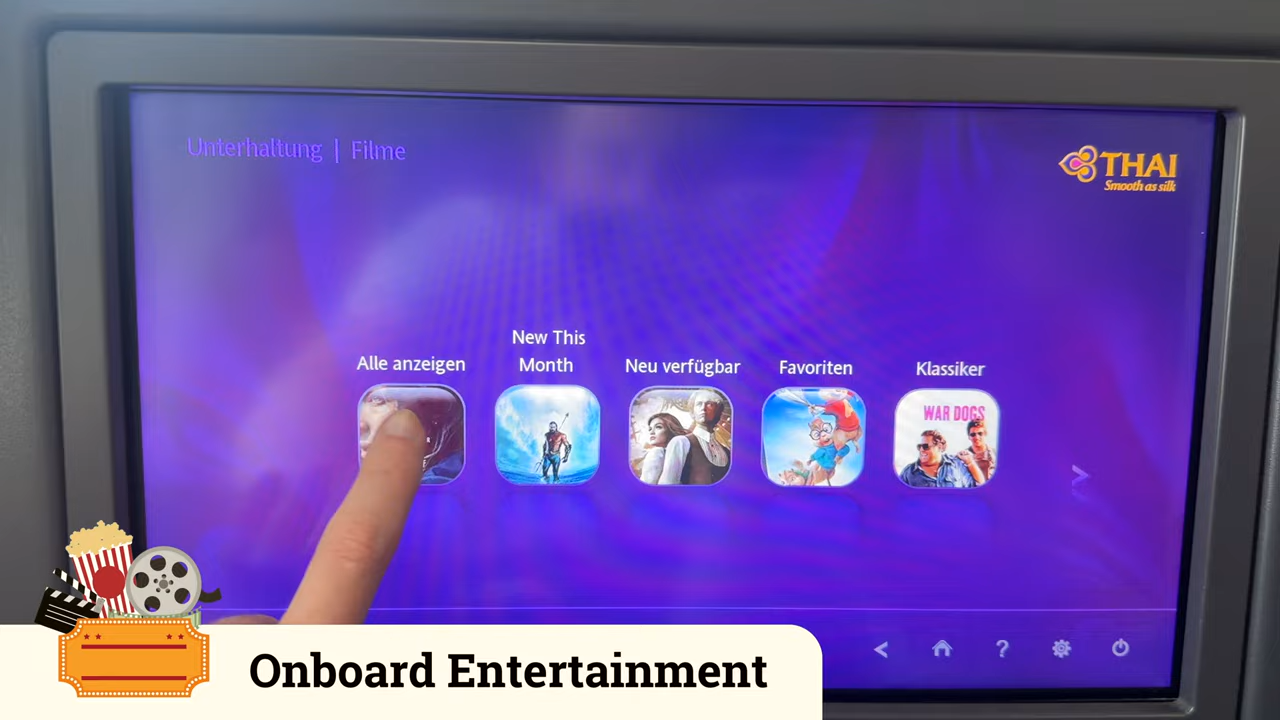 Unterhaltung | Filme
THAI
Smooth as silk
New This
Month
Alle anzeigen
Neu verfügbar
Favoriten
Klassiker
WAR DOGS
Onboard Entertainment